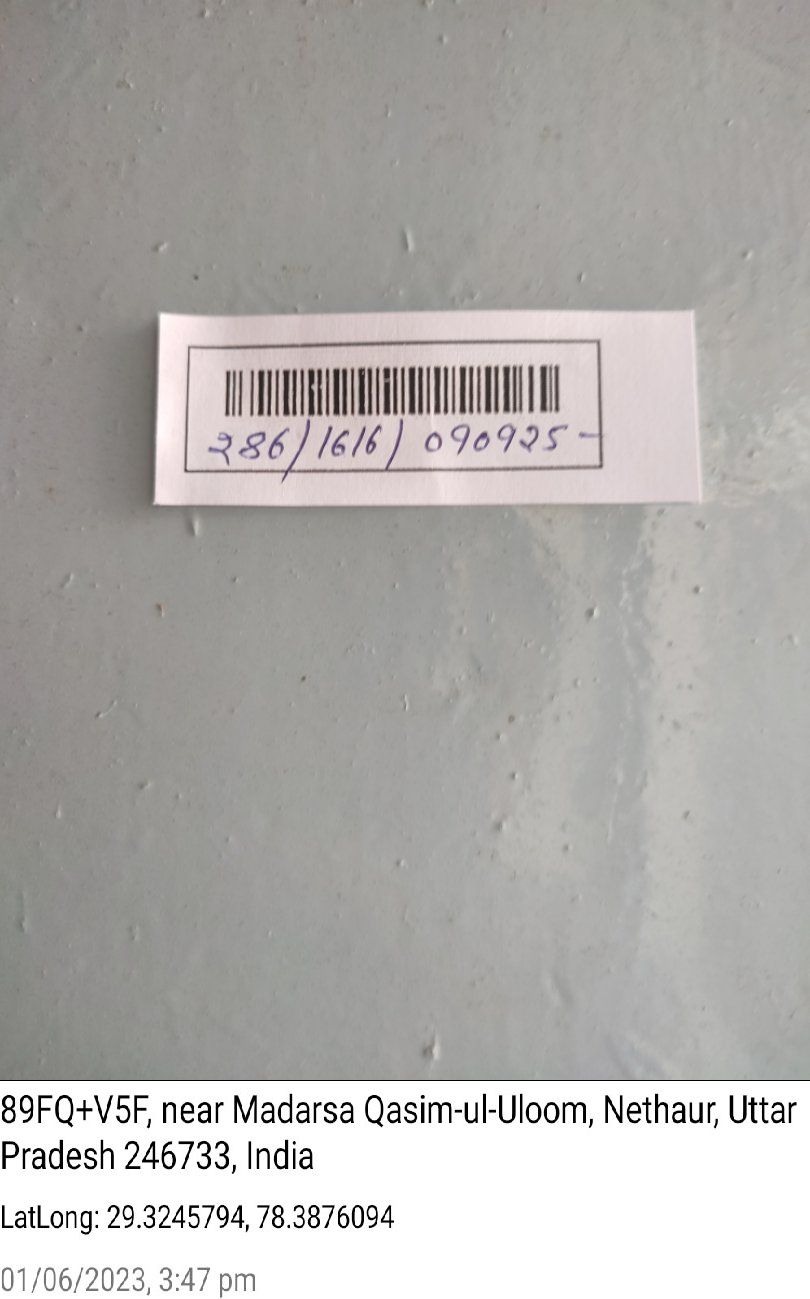 286/1616/090925-
89FQ+V5F, near Madarsa Qasim-ul-Uloom, Nethaur, Uttar
Pradesh 246733, India
LatLong: 29.3245794, 78.3876094
01/06/2023, 3:47 pm